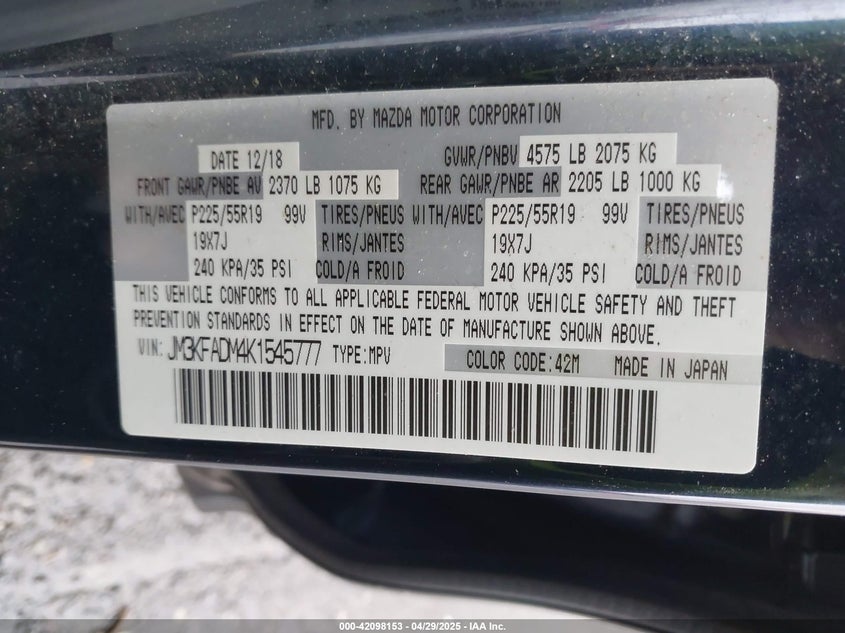 MFD. BY MAZDA MOTOR CORPORATION
DATE 12/18 GVWR/PNBV 4575 LB 2075 KG
FRONT GAWR/PNBE AV 2370 LB 1075 KG REAR GAWR/PNBE AR 2205 LB 1000 KG
WITH/AVEC P225/55R19 99V TIRES/PNEUS WITH/AVEC P225/55R19 99V TIRES/PNEUS
19X7J RIMS/JANTES 19X7J RIMS/JANTES
240 KPA/35 PSI COLD/A FROID 240 KPA/35 PSI COLD/A FROID
THIS VEHICLE CONFORMS TO ALL APPLICABLE FEDERAL MOTOR VEHICLE SAFETY AND THEFT
PREVENTION STANDARDS IN EFFECT ON THE DATE OF MANUFACTURE SHOWN ABOVE.
VIN: JM3KFADM4K1545777 TYPE:MPV COLOR CODE:42M MADE IN JAPAN
000-42098153 - 04/29/2025 - IAA Inc.